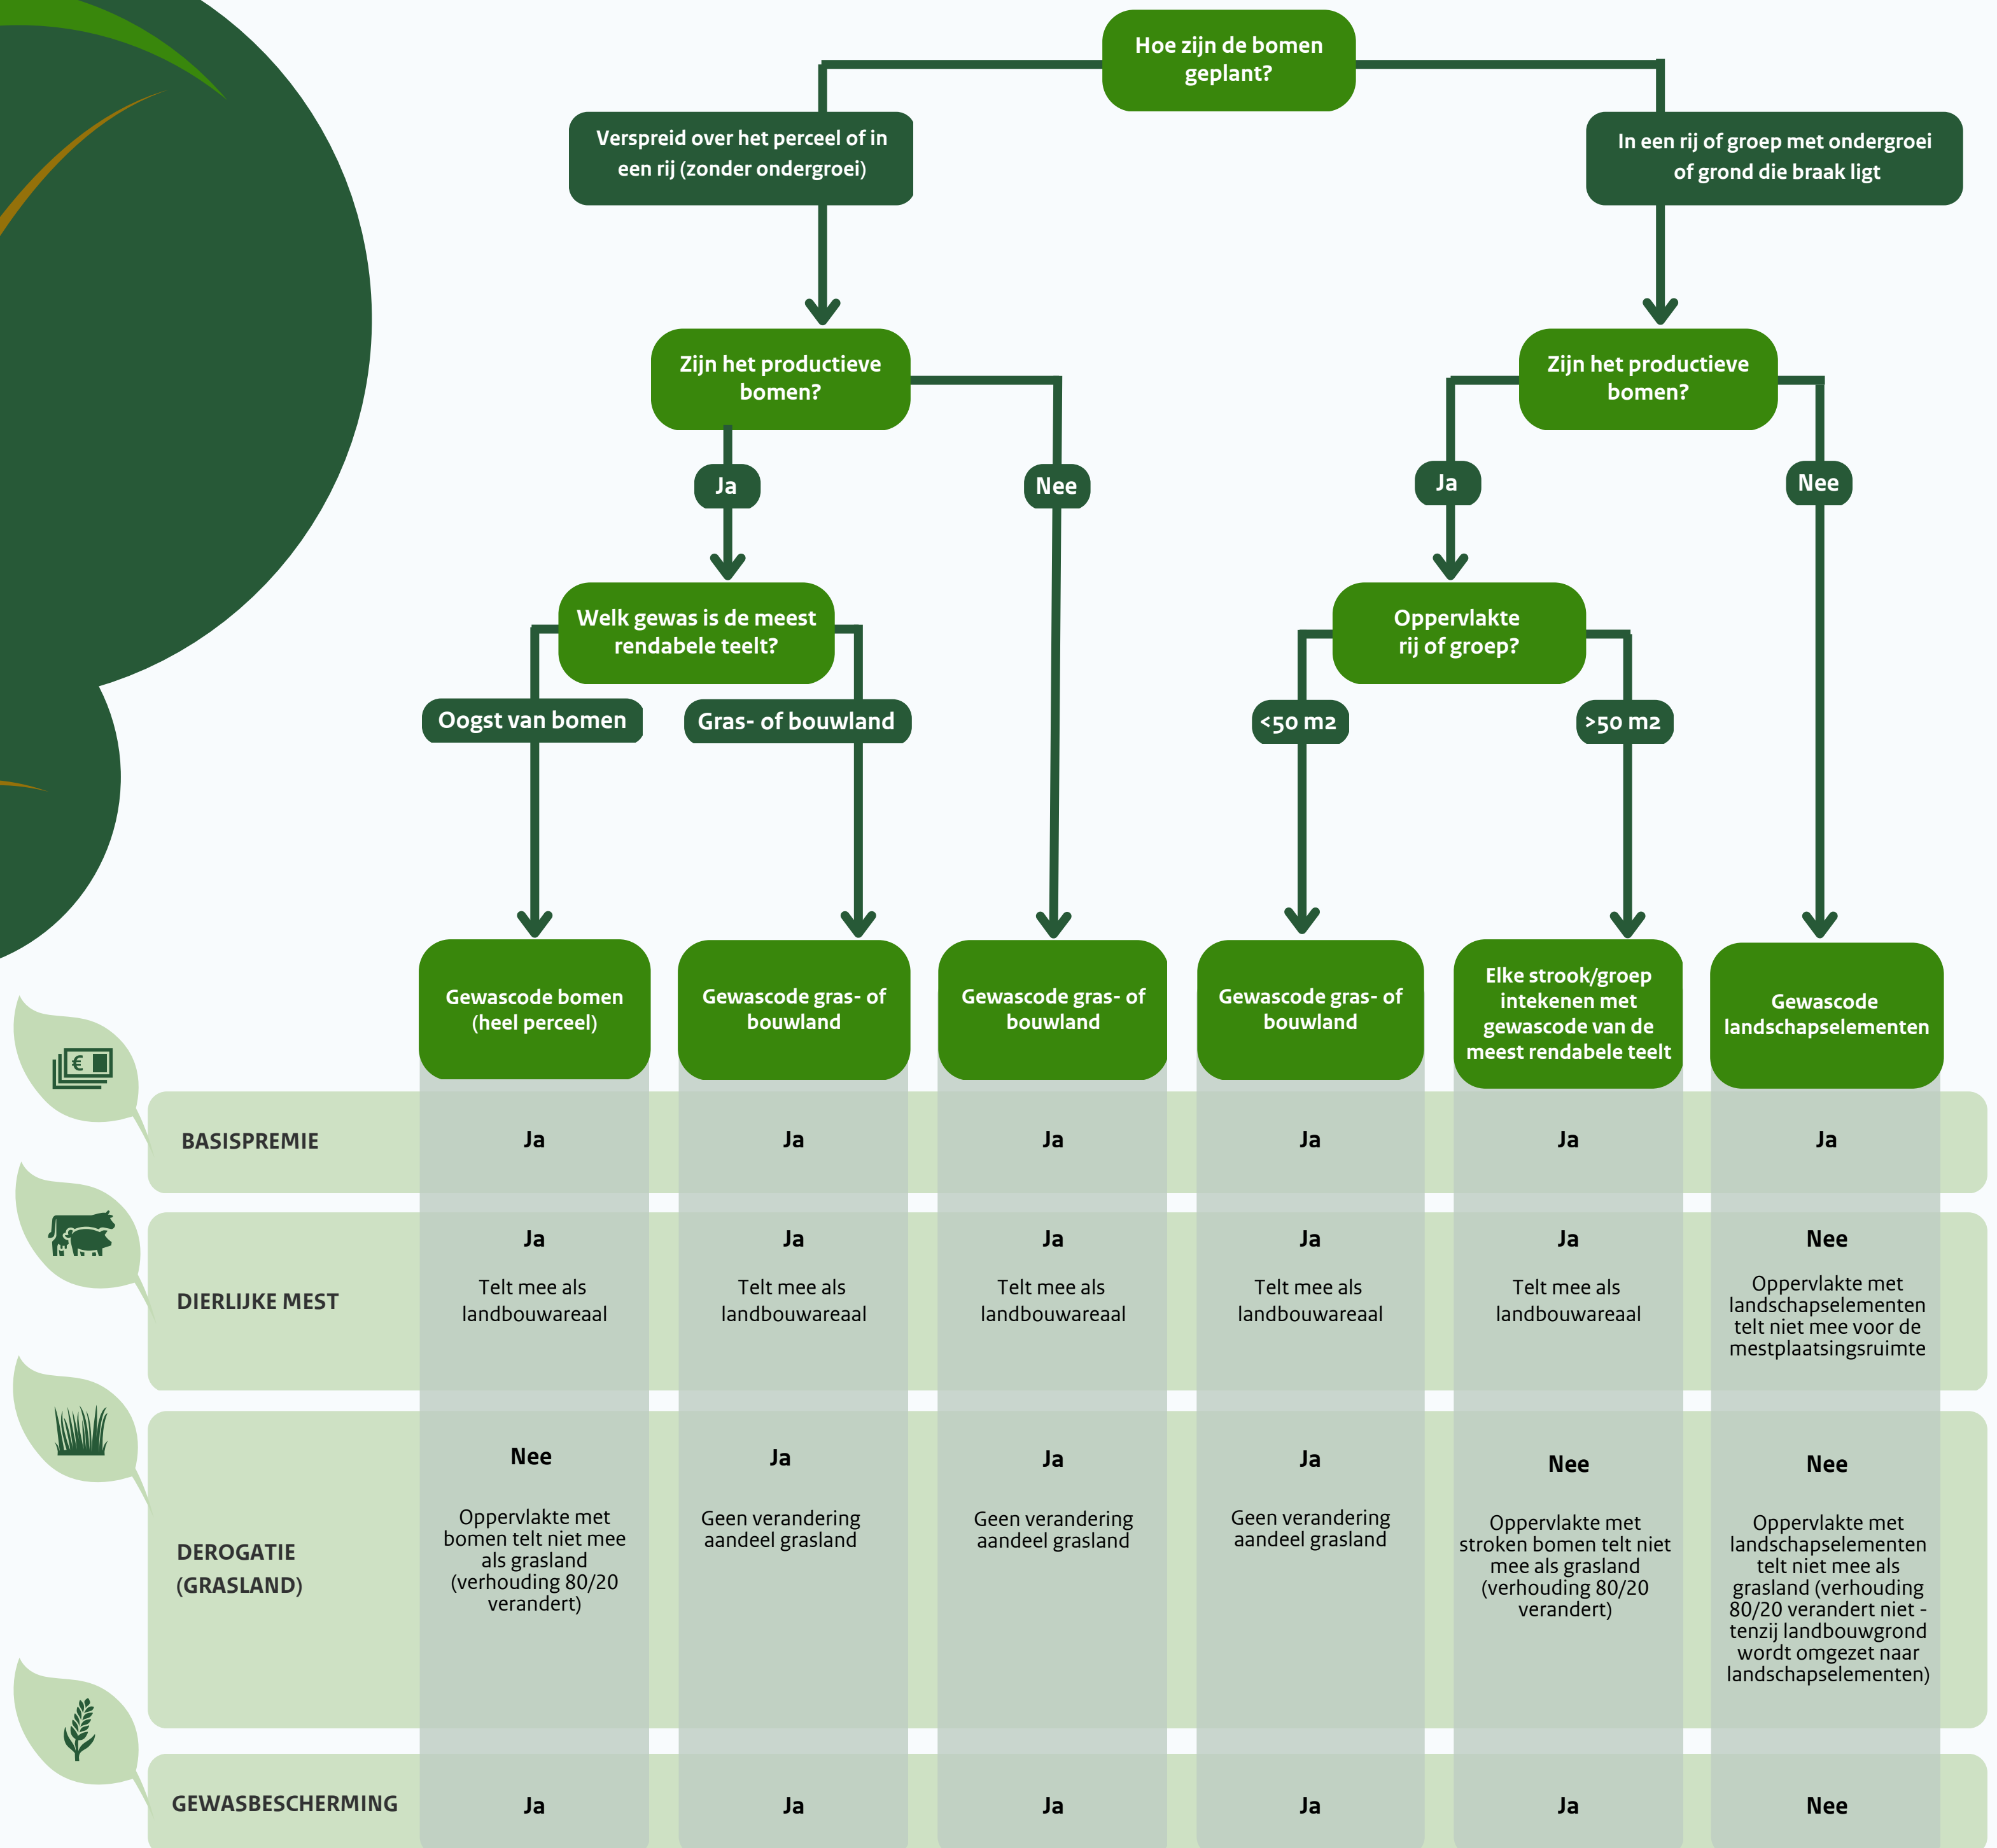 Hoe zijn de bomen
geplant?
Verspreid over het perceel of in
een rij (zonder ondergroei)
In een rij of groep met ondergroei
of grond die braak ligt
Zijn het productieve
bomen?
Zijn het productieve
bomen?
Ja
Nee
Ja
Nee
Welk gewas is de meest
rendabele teelt?
Oppervlakte
rij of groep?
Oogst van bomen
Gras- of bouwland
<50 m2
>50 m2
Gewascode bomen
(heel perceel)
Gewascode gras- of
bouwland
Gewascode gras- of
bouwland
Gewascode gras- of
bouwland
Elke strook/groep
intekenen met
gewascode van de
meest rendabele teelt
Gewascode
landschapselementen
€
BASISPREMIE
Ja
Ja
Ja
Ja
Ja
Ja
DIERLIJKE MEST
Ja
Telt mee als
landbouwareaal
Ja
Telt mee als
landbouwareaal
Ja
Telt mee als
landbouwareaal
Ja
Telt mee als
landbouwareaal
Ja
Telt mee als
landbouwareaal
Nee
Oppervlakte met
landschapselementen
telt niet mee voor de
mestplaatsingsruimte
DEROGATIE
(GRASLAND)
Nee
Oppervlakte met
bomen telt niet mee
als grasland
(verhouding 80/20
verandert)
Ja
Geen verandering
aandeel grasland
Ja
Geen verandering
aandeel grasland
Ja
Geen verandering
aandeel grasland
Nee
Oppervlakte met
stroken bomen telt niet
mee als grasland
(verhouding 80/20
verandert)
Nee
Oppervlakte met
landschapselementen
telt niet mee als
grasland (verhouding
80/20 verandert niet -
tenzij landbouwgrond
wordt omgezet naar
landschapselementen)
GEWASBESCHERMING
Ja
Ja
Ja
Ja
Ja
Nee